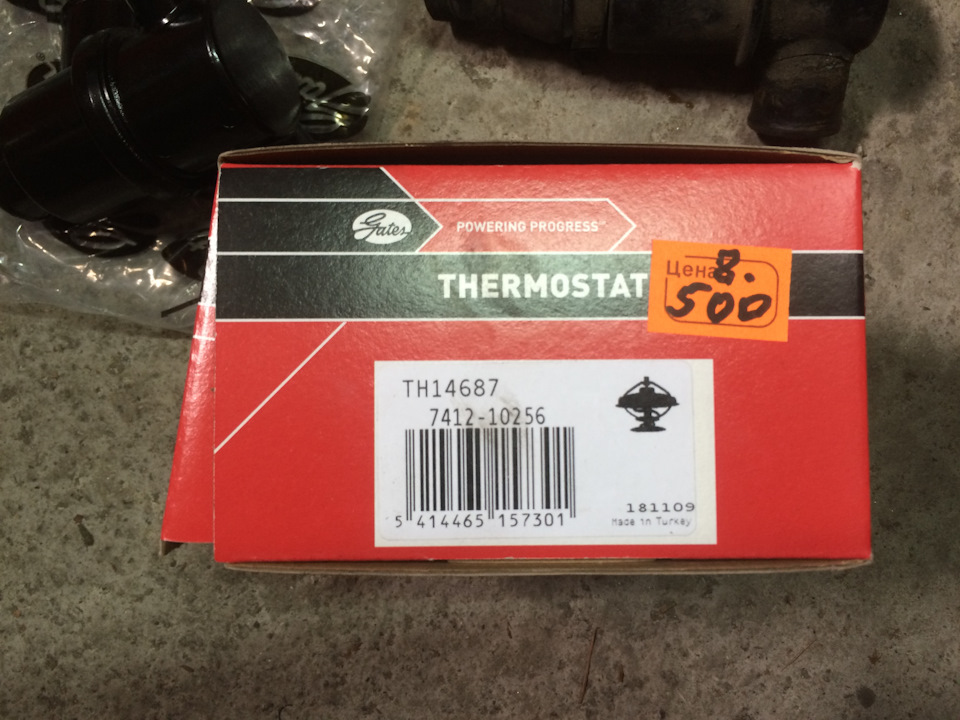 Gates
POWERING PROGRESS™
THERMOSTAT
Цена 8.
500
TH14687
7412-10256
5 414465 157301
181109
Made in Turkey